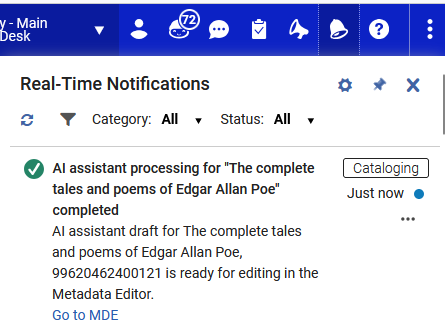 y - Main
Desk
72
?
Real-Time Notifications
Category: All Status: All
AI assistant processing for "The complete
tales and poems of Edgar Allan Poe"
completed
Cataloging
Just now
AI assistant draft for The complete tales
and poems of Edgar Allan Poe,
99620462400121 is ready for editing in the
Metadata Editor.
Go to MDE